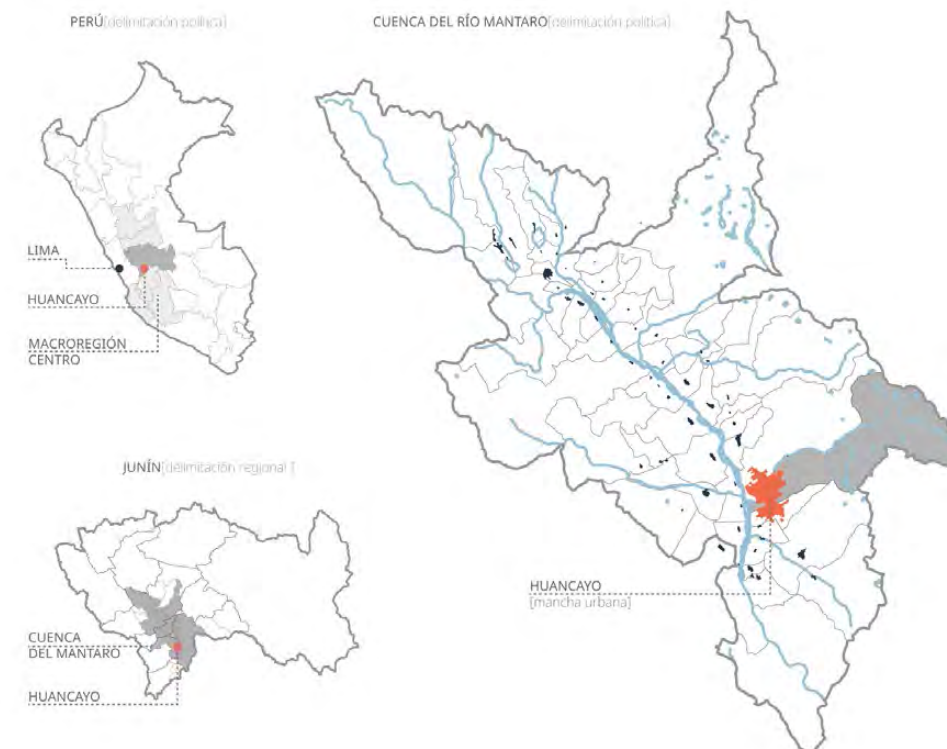 PERÚ[delimitación política]
LIMA
HUANCAYO
MACROREGIÓN
CENTRO
JUNÍN[delimitación regional ]
CUENCA
DEL MANTARO
HUANCAYO
CUENCA DEL RÍO MANTARO[delimitación política]
HUANCAYO
[mancha urbana]